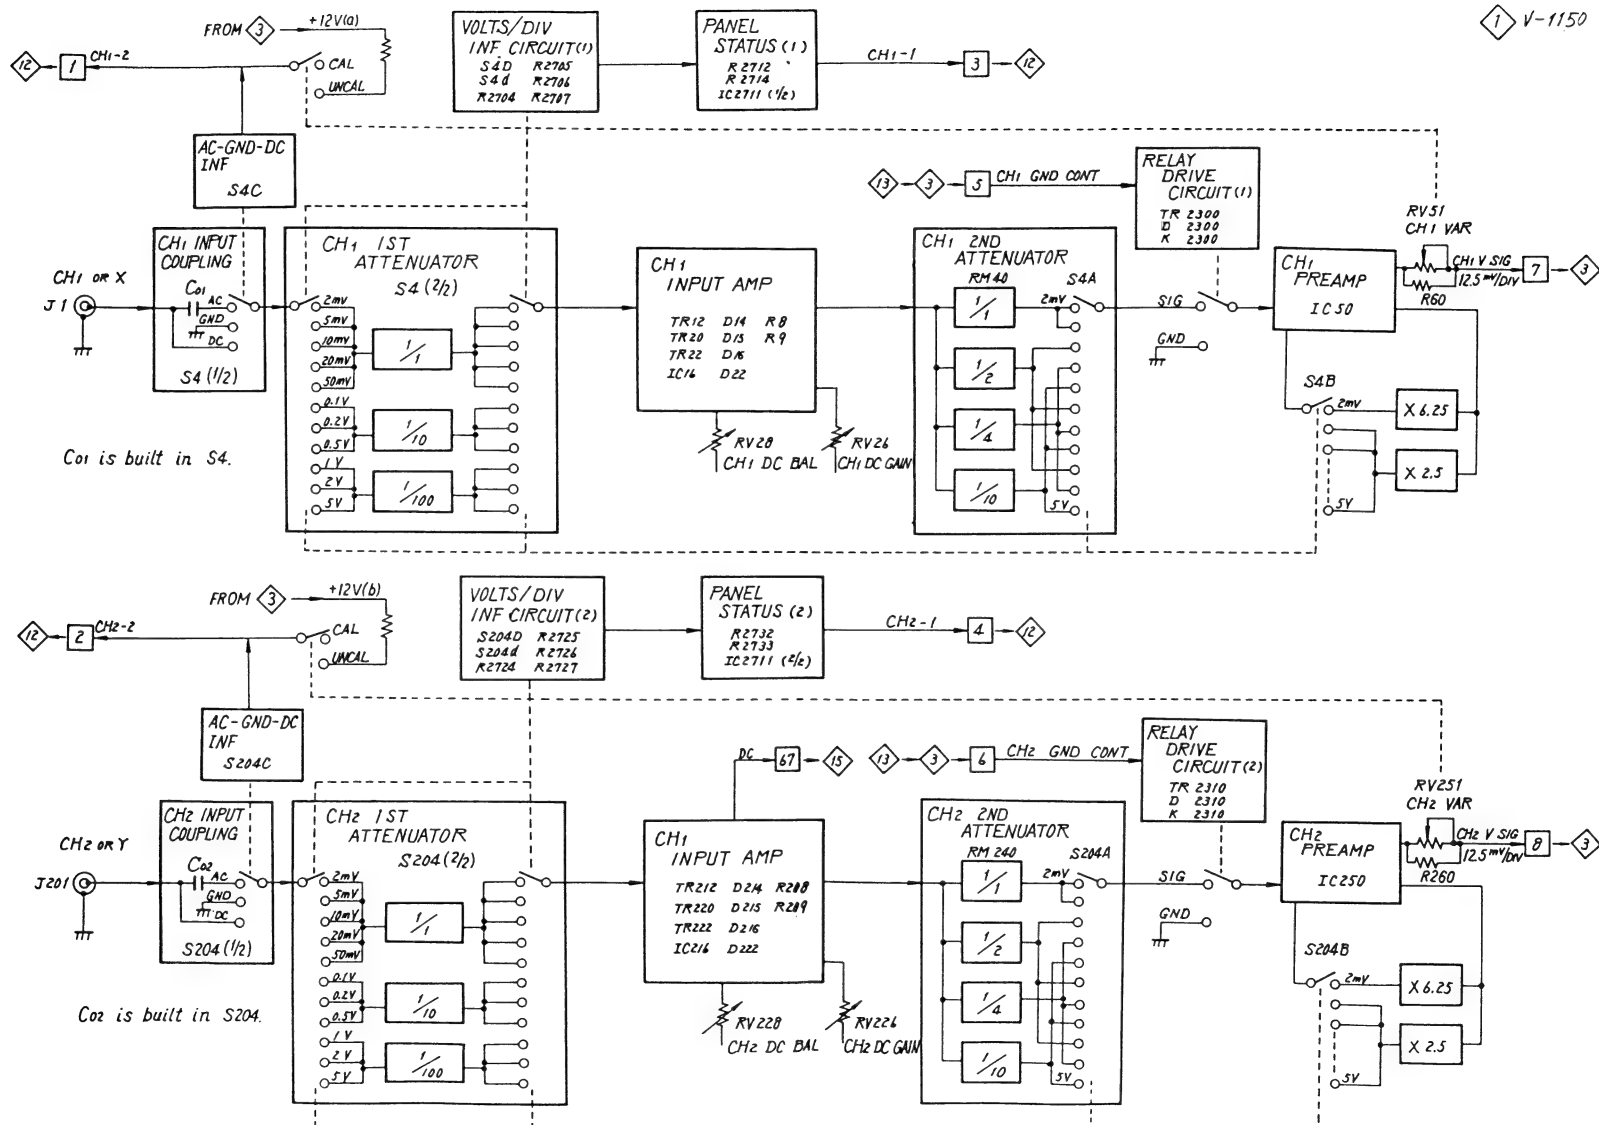 1 V-1150
FROM 3 +12V(a)
12 1 CH1-2
CAL
UNCAL
VOLTS/DIV
INF CIRCUIT(1)
S4D R2705
S4d R2706
R2704 R2707
PANEL
STATUS (1)
R2712
R2714
IC2711 (1/2)
CH1-1 3 12
AC-GND-DC
INF
S4C
13 3 5 CH1 GND CONT
RELAY
DRIVE
CIRCUIT(1)
TR 2300
D 2300
K 2300
RV51
CH1 VAR
CH1 V SIG 7 3
12.5mV/DIV
R60
CH1 OR X
J1
CH1 INPUT
COUPLING
C01 AC
GND
DC
S4 (1/2)
CH1 1ST
ATTENUATOR
S4 (2/2)
2mV
5mV
10mV
20mV
50mV
0.1V
0.2V
0.5V
1V
2V
5V
1/1
1/10
1/100
CH1
INPUT AMP
TR12 D14 R8
TR20 D15 R9
TR22 D16
IC16 D22
RV28
CH1 DC BAL
RV26
CH1 DC GAIN
CH1 2ND
ATTENUATOR
RM40 S4A
1/1 2mV
1/2
1/4
1/10 5V
SIG
GND
CH1
PREAMP
IC50
S4B
2mV
X 6.25
X 2.5
5V
C01 is built in S4.
FROM 3 +12V(b)
12 2 CH2-2
CAL
UNCAL
VOLTS/DIV
INF CIRCUIT(2)
S204D R2725
S204d R2726
R2724 R2727
PANEL
STATUS (2)
R2732
R2733
IC2711 (2/2)
CH2-1 4 12
AC-GND-DC
INF
S204C
DC 67 15
13 3 6 CH2 GND CONT
RELAY
DRIVE
CIRCUIT(2)
TR 2310
D 2310
K 2310
RV251
CH2 VAR
CH2 V SIG 8 3
12.5mV/DIV
R260
CH2 OR Y
J201
CH2 INPUT
COUPLING
C02 AC
GND
DC
S204 (1/2)
CH2 1ST
ATTENUATOR
S204 (2/2)
2mV
5mV
10mV
20mV
50mV
0.1V
0.2V
0.5V
1V
2V
5V
1/1
1/10
1/100
CH1
INPUT AMP
TR212 D214 R208
TR220 D215 R209
TR222 D216
IC216 D222
RV228
CH2 DC BAL
RV226
CH2 DC GAIN
CH2 2ND
ATTENUATOR
RM240 S204A
1/1 2mV
1/2
1/4
1/10 5V
SIG
GND
CH2
PREAMP
IC250
S204B
2mV
X 6.25
X 2.5
5V
C02 is built in S204.